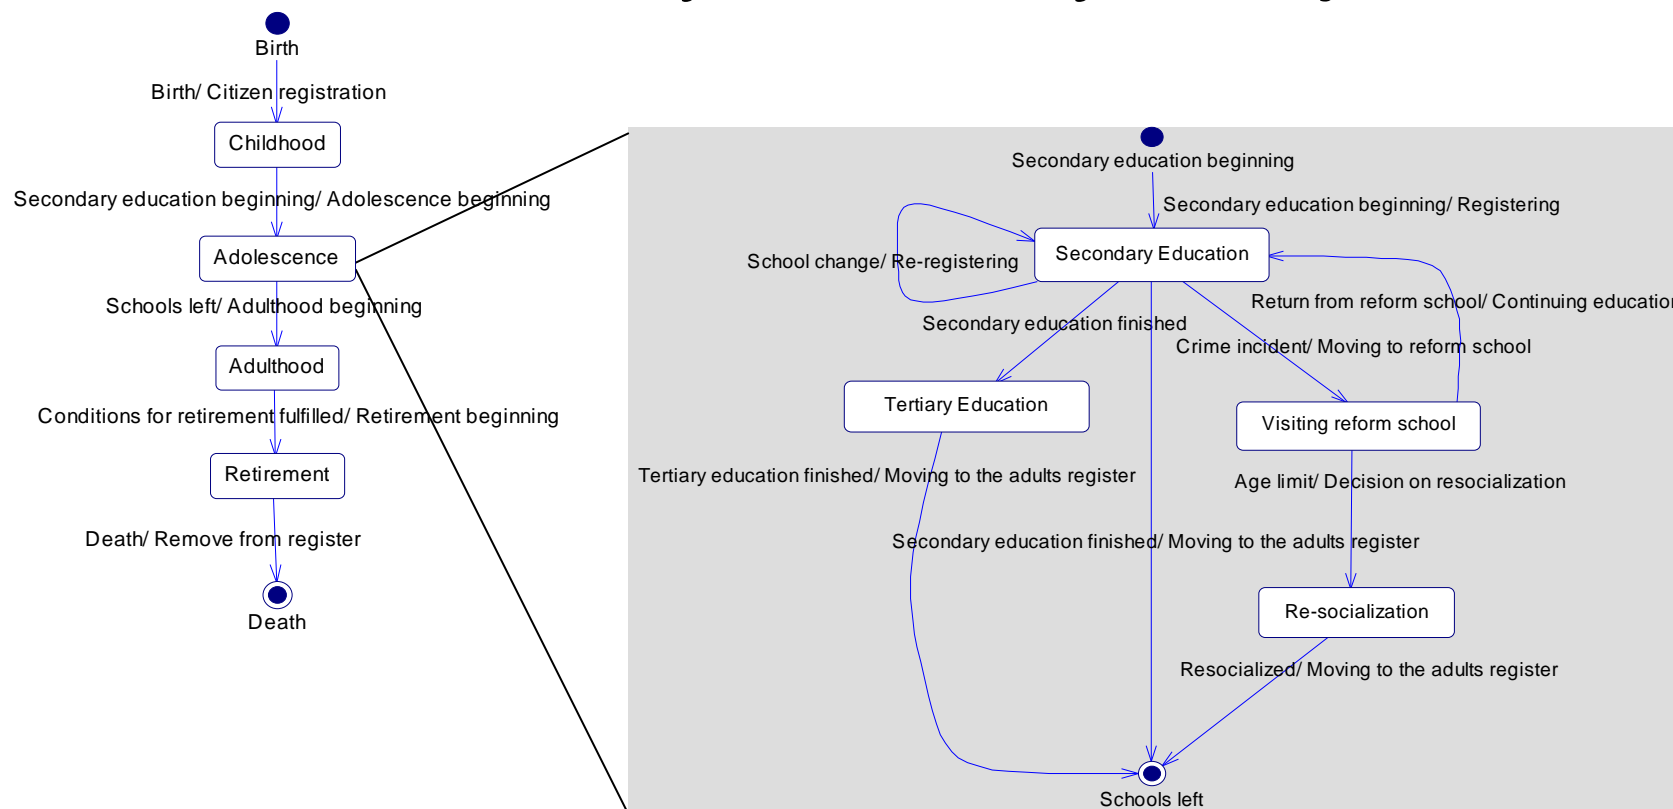 Birth
Birth/ Citizen registration
Childhood
Secondary education beginning/ Adolescence beginning
Adolescence
Schools left/ Adulthood beginning
Adulthood
Conditions for retirement fulfilled/ Retirement beginning
Retirement
Death/ Remove from register
Death
Secondary education beginning
Secondary education beginning/ Registering
Secondary Education
School change/ Re-registering
Return from reform school/ Continuing education
Secondary education finished
Crime incident/ Moving to reform school
Tertiary Education
Visiting reform school
Tertiary education finished/ Moving to the adults register
Age limit/ Decision on resocialization
Secondary education finished/ Moving to the adults register
Re-socialization
Resocialized/ Moving to the adults register
Schools left